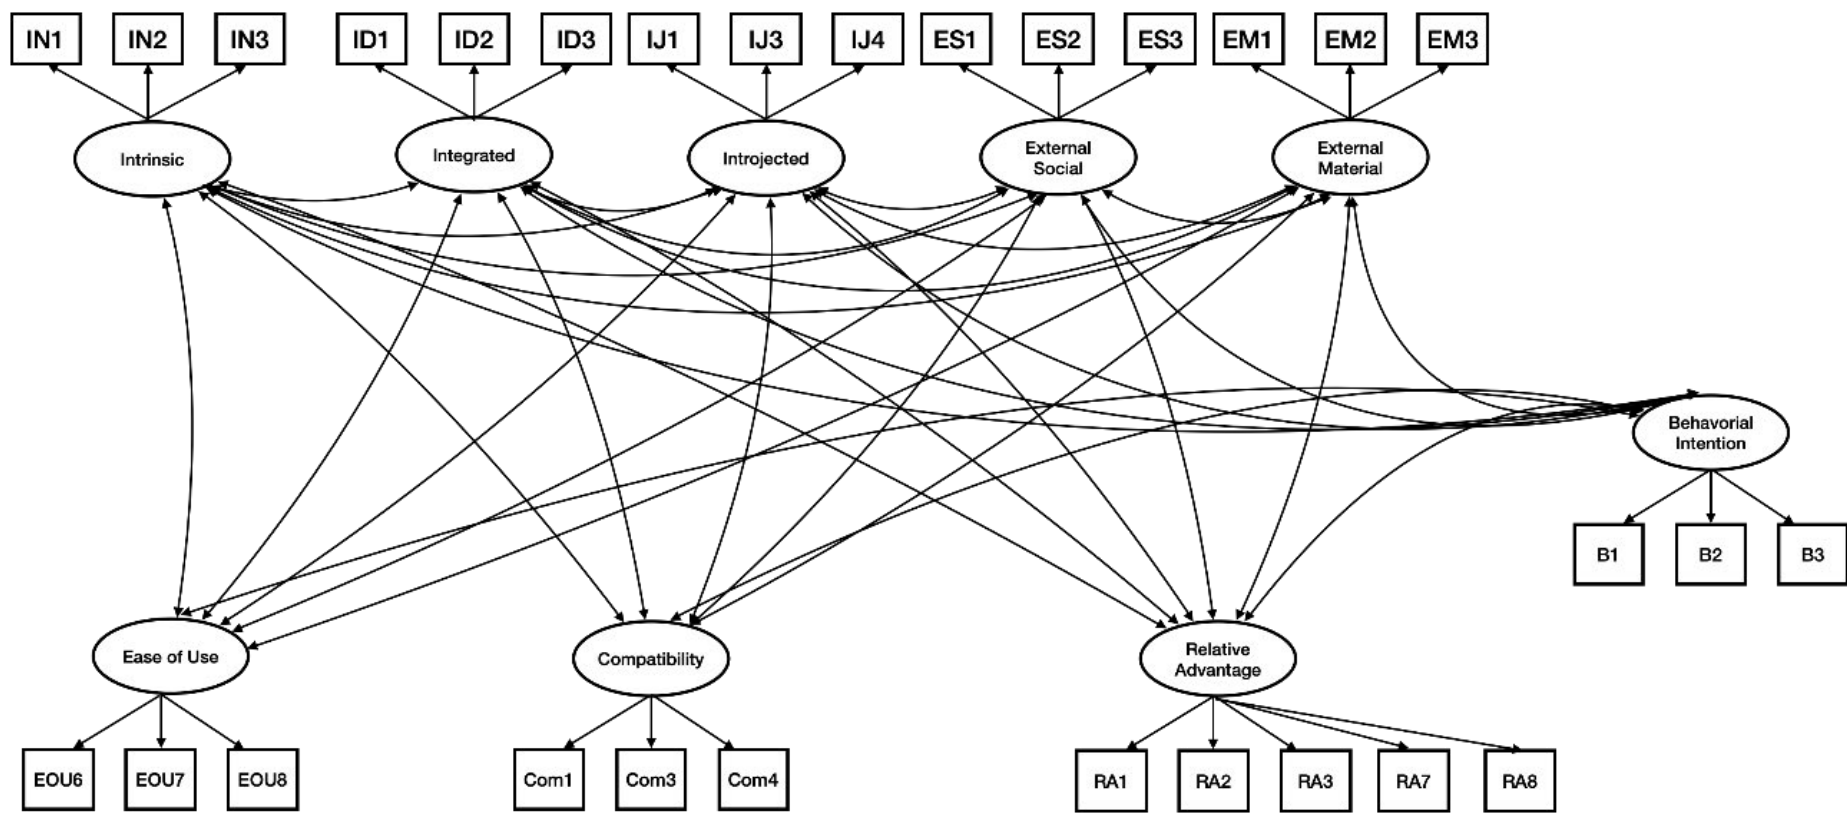 IN1 IN2 IN3 ID1 ID2 ID3 IJ1 IJ3 IJ4 ES1 ES2 ES3 EM1 EM2 EM3
Intrinsic
Integrated
Introjected
External
Social
External
Material
Behavorial
Intention
B1 B2 B3
Ease of Use
Compatibility
Relative
Advantage
EOU6 EOU7 EOU8 Com1 Com3 Com4 RA1 RA2 RA3 RA7 RA8